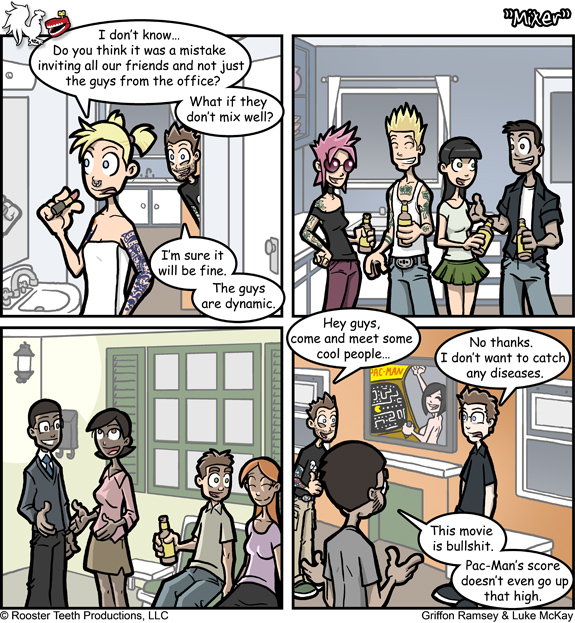 "Mixer"
I don't know...
Do you think it was a mistake
inviting all our friends and not just
the guys from the office?
What if they
don't mix well?
I'm sure it
will be fine.
The guys
are dynamic.
Hey guys,
come and meet some
cool people...
No thanks.
I don't want to catch
any diseases.
PAC-MAN
This movie
is bullshit.
Pac-Man's score
doesn't even go up
that high.
© Rooster Teeth Productions, LLC
Griffon Ramsey & Luke McKay